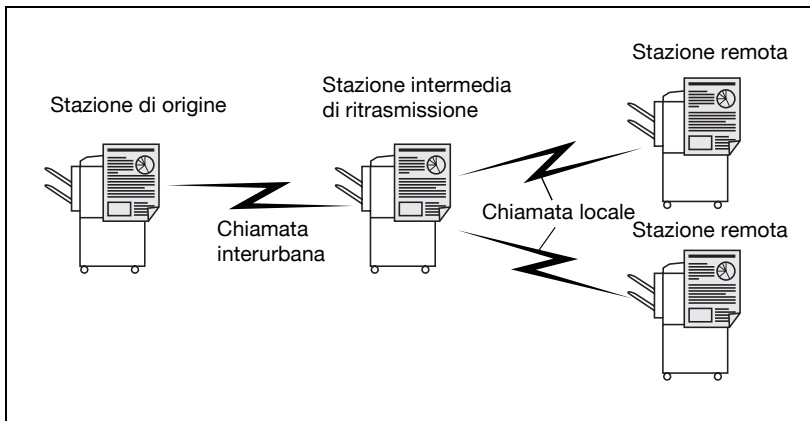 Stazione remota
Stazione intermedia
di ritrasmissione
Stazione di origine
Chiamata
interurbana
Chiamata locale
Stazione remota